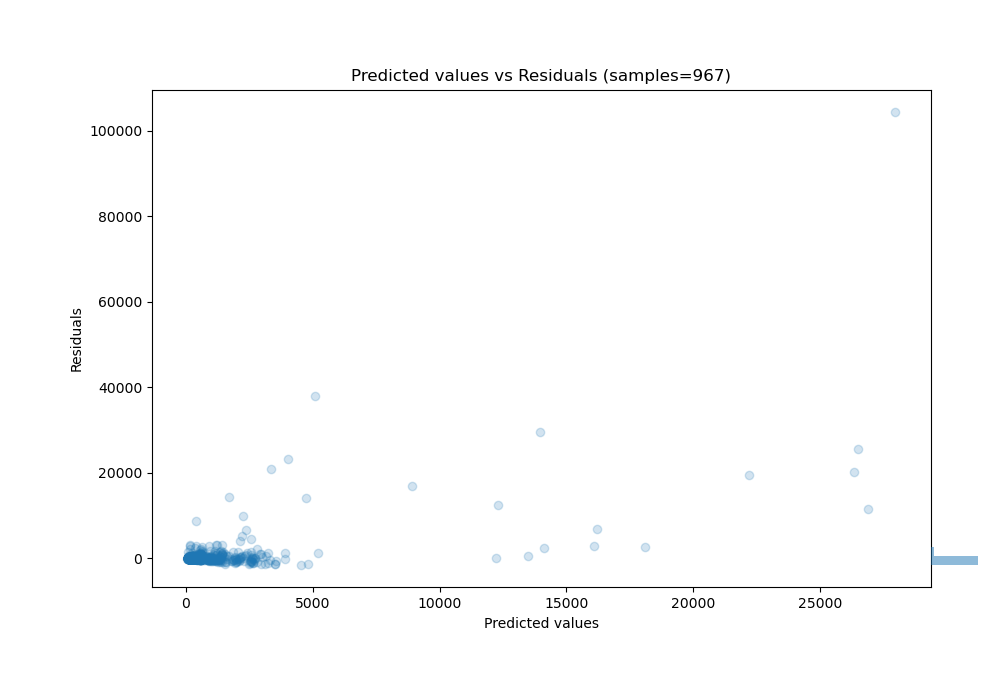 Predicted values vs Residuals (samples=967)
100000
80000
60000
40000
20000
0
Residuals
0 5000 10000 15000 20000 25000
Predicted values